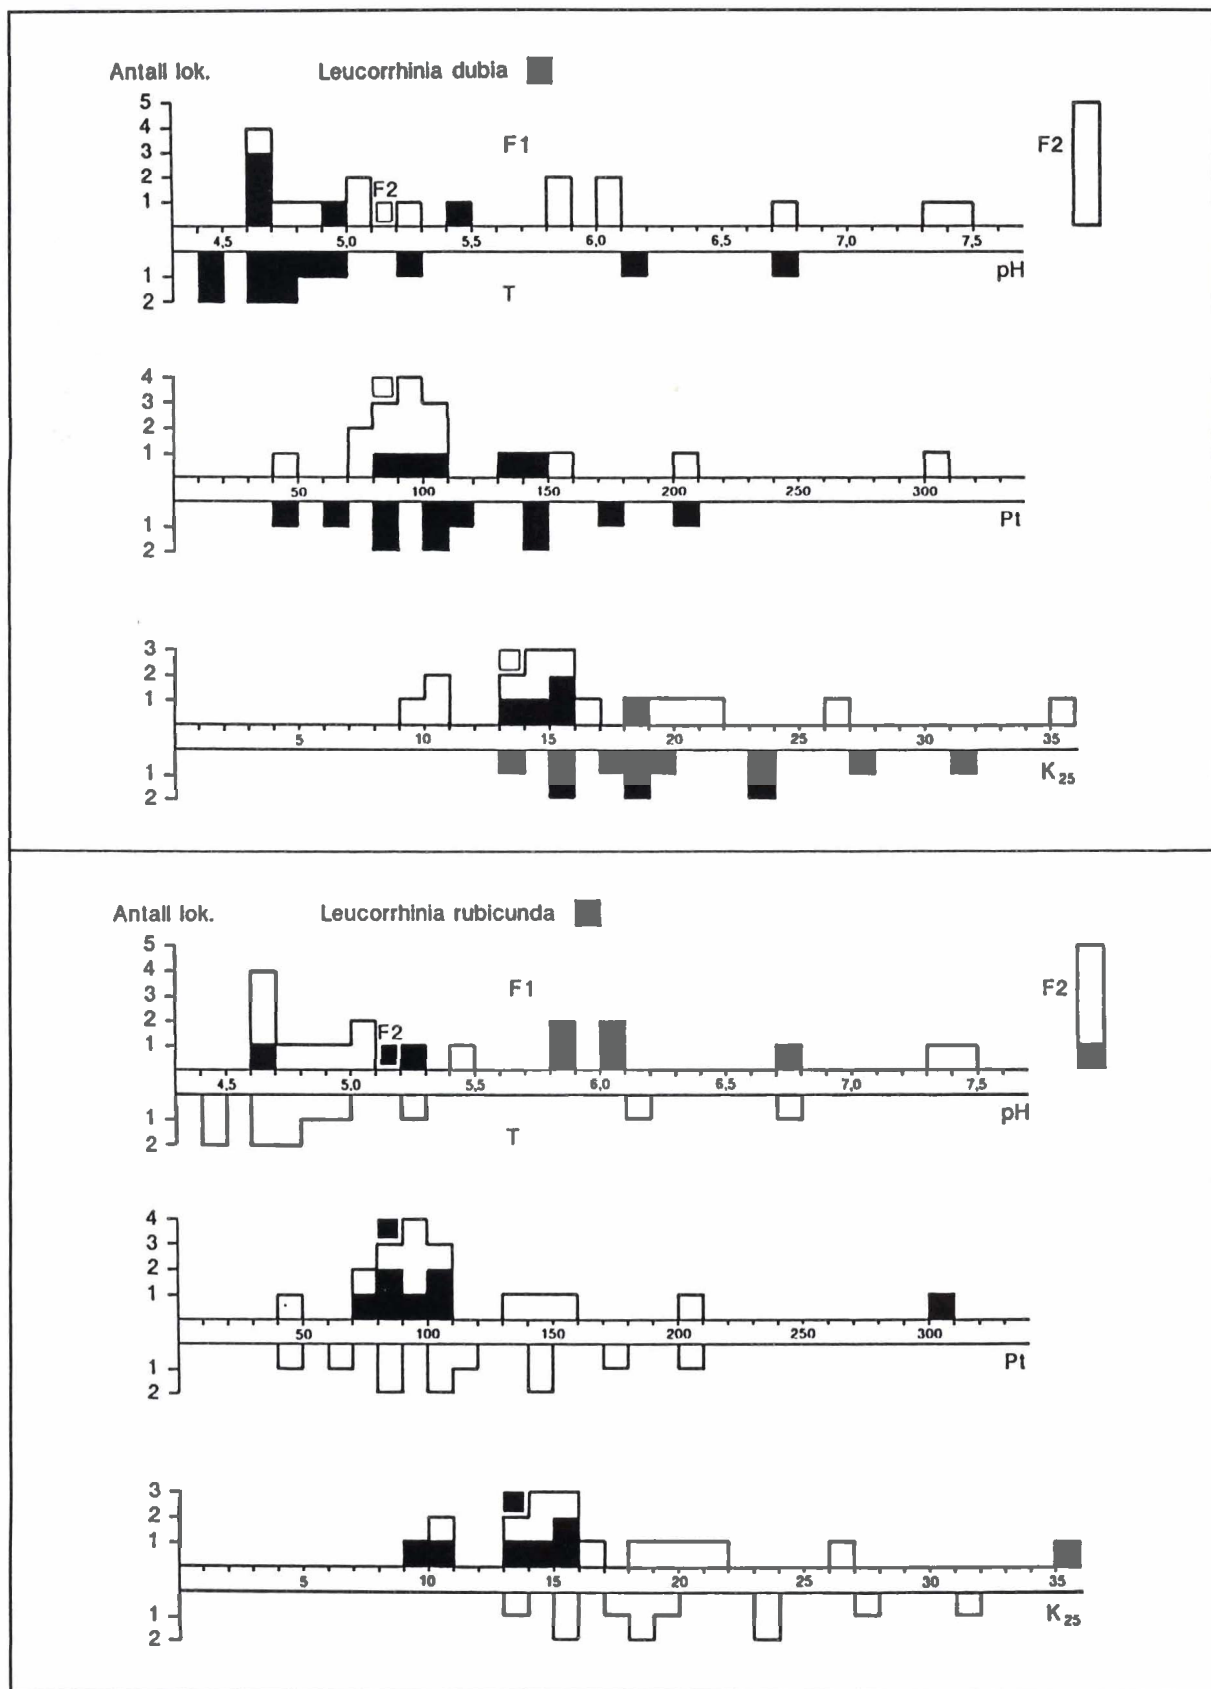 Antall lok. Leucorrhinia dubia
5
4
3
2
1
F1
F2
F2
4,5 5,0 5,5 6,0 6,5 7,0 7,5
pH
1
2
T
4
3
2
1
50 100 150 200 250 300
Pt
1
2
3
2
1
5 10 15 20 25 30 35
K25
1
2
Antall lok. Leucorrhinia rubicunda
5
4
3
2
1
F1
F2
F2
4,5 5,0 5,5 6,0 6,5 7,0 7,5
pH
1
2
T
4
3
2
1
50 100 150 200 250 300
Pt
1
2
3
2
1
5 10 15 20 25 30 35
K25
1
2